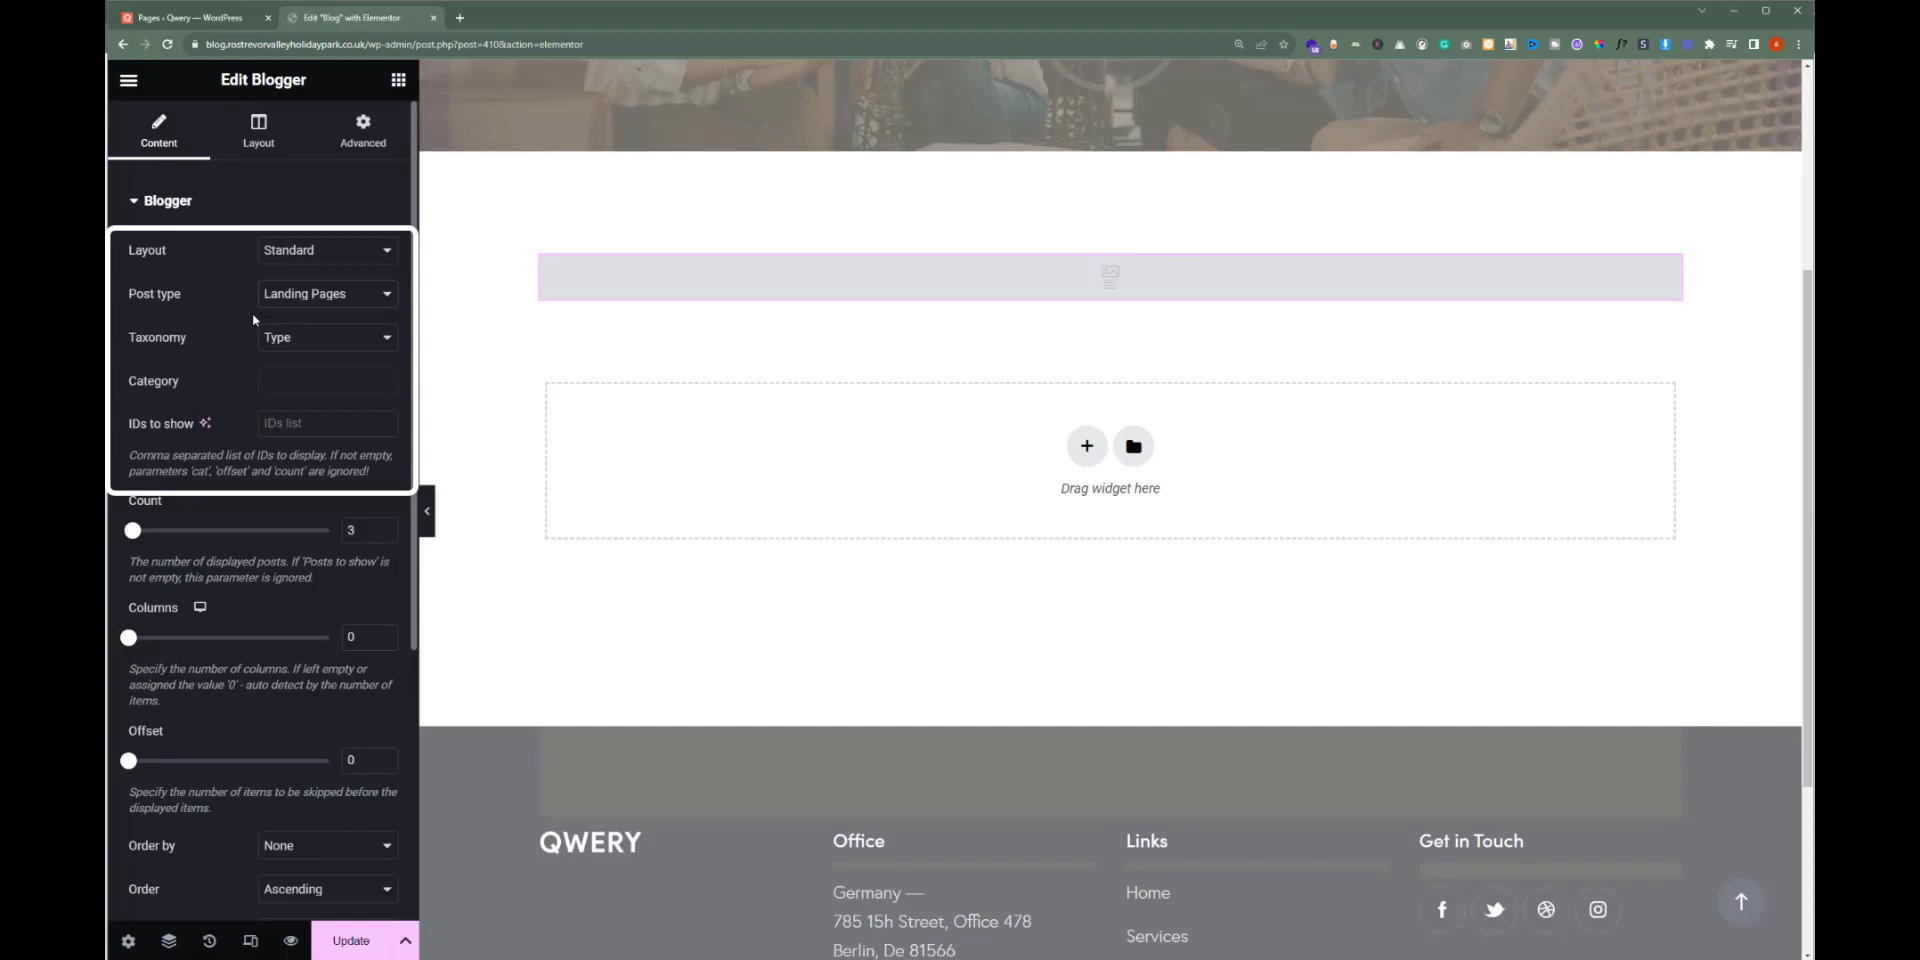 Pages ‹ Qwery — WordPress
Edit "Blog" with Elementor
blog.rostrevorvalleyholidaypark.co.uk/wp-admin/post.php?post=410&action=elementor
Edit Blogger
Content
Layout
Advanced
Blogger
Layout
Standard
Post type
Landing Pages
Taxonomy
Type
Category
IDs to show
IDs list
Comma separated list of IDs to display. If not empty,
parameters 'cat', 'offset' and 'count' are ignored!
Count
3
The number of displayed posts. If 'Posts to show' is
not empty, this parameter is ignored.
Columns
0
Specify the number of columns. If left empty or
assigned the value '0' - auto detect by the number of
items.
Offset
0
Specify the number of items to be skipped before the
displayed items.
Order by
None
Order
Ascending
Update
Drag widget here
QWERY
Office
Germany —
785 15h Street, Office 478
Berlin, De 81566
Links
Home
Services
Get in Touch